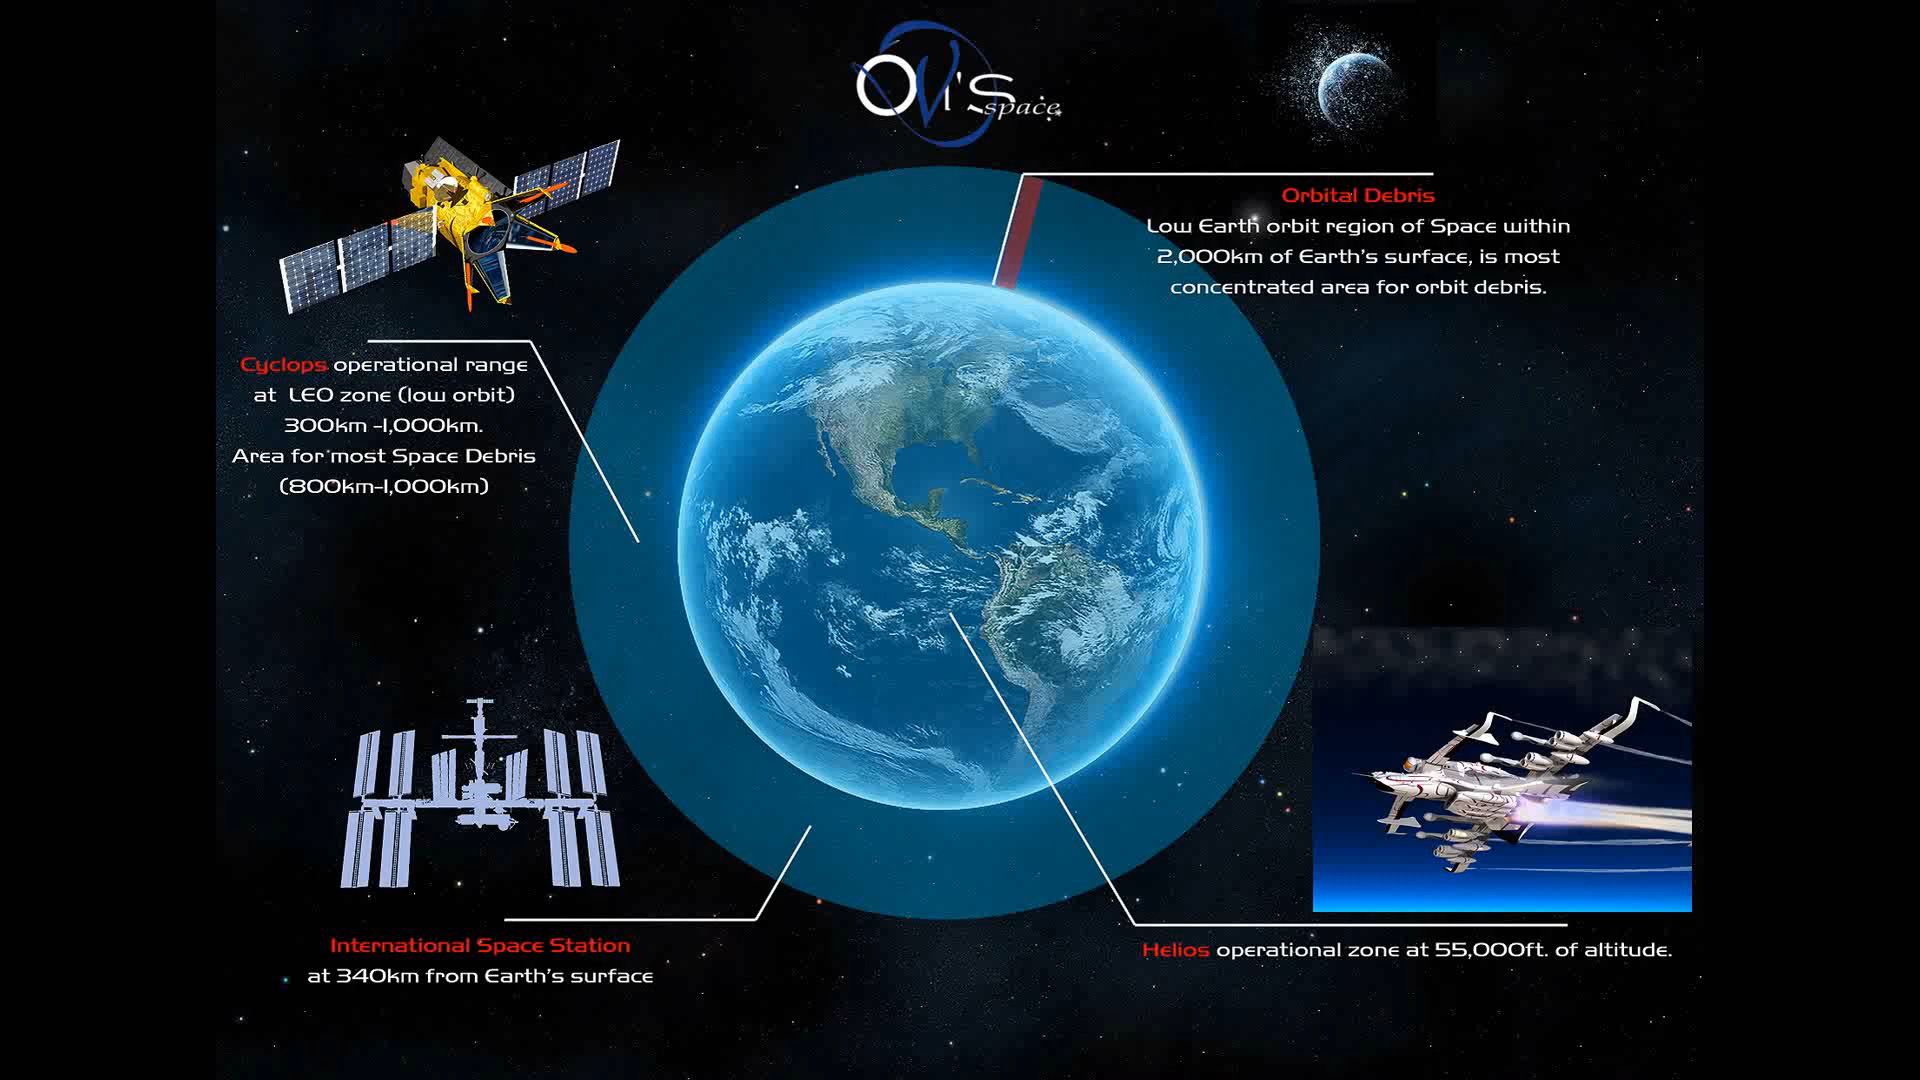 OVI'S
space
Orbital Debris
Low Earth orbit region of Space within
2,000km of Earth's surface, is most
concentrated area for orbit debris.
Cyclops operational range
at LEO zone (low orbit)
300km -1,000km.
Area for most Space Debris
(800km-1,000km)
International Space Station
at 340km from Earth's surface
Helios operational zone at 55,000ft. of altitude.